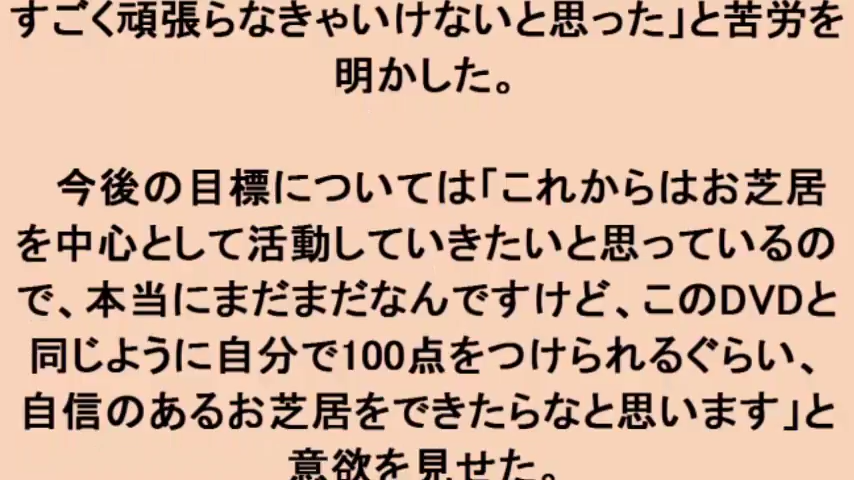 すごく頑張らなきゃいけないと思った」と苦労を
明かした。
今後の目標については「これからはお芝居
を中心として活動していきたいと思っているの
で、本当にまだまだなんですけど、このDVDと
同じように自分で100点をつけられるぐらい、
自信のあるお芝居をできたらなと思います」と
意欲を見せた。